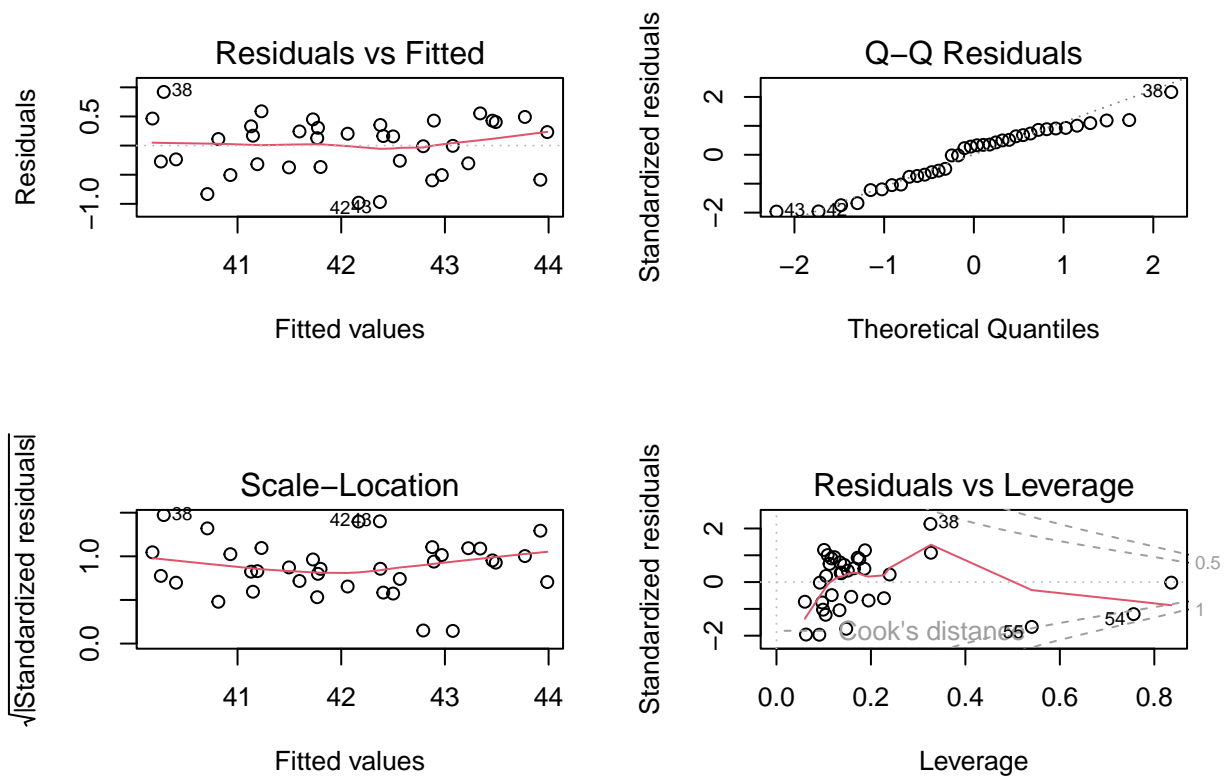 Residuals vs Fitted
Residuals
0.5
−1.0
38
4243
41 42 43 44
Fitted values
Q−Q Residuals
Standardized residuals
2
0
−2
38
43
42
−2 −1 0 1 2
Theoretical Quantiles
Scale−Location
√|Standardized residuals|
1.0
0.0
38
4243
41 42 43 44
Fitted values
Residuals vs Leverage
Standardized residuals
2
0
−2
38
0.5
1
54
55
Cook's distance
0.0 0.2 0.4 0.6 0.8
Leverage